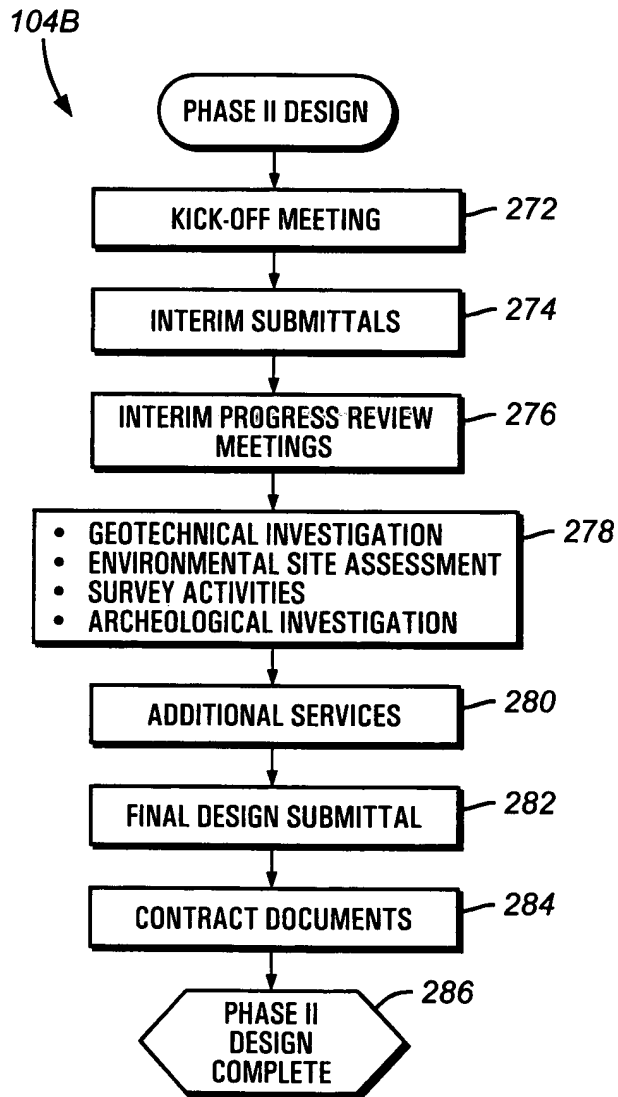 104B
PHASE II DESIGN
KICK-OFF MEETING
272
INTERIM SUBMITTALS
274
INTERIM PROGRESS REVIEW
MEETINGS
276
• GEOTECHNICAL INVESTIGATION
• ENVIRONMENTAL SITE ASSESSMENT
• SURVEY ACTIVITIES
• ARCHEOLOGICAL INVESTIGATION
278
ADDITIONAL SERVICES
280
FINAL DESIGN SUBMITTAL
282
CONTRACT DOCUMENTS
284
PHASE II
DESIGN
COMPLETE
286